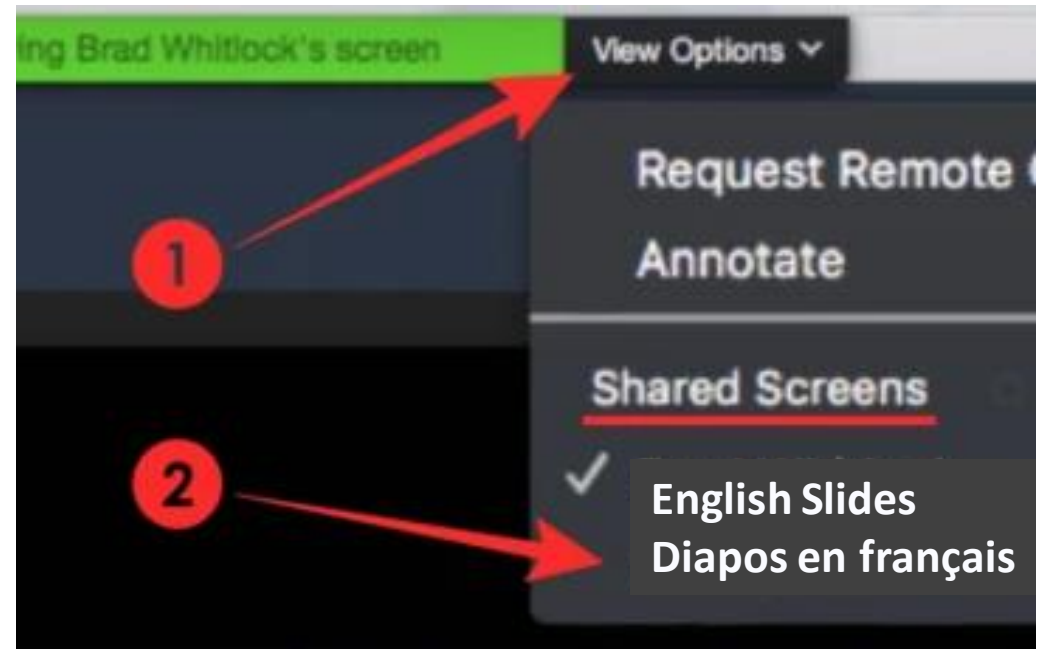 ing Brad Whitlock's screen
View Options
1
Request Remote
Annotate
Shared Screens
2
English Slides
Diapos en français